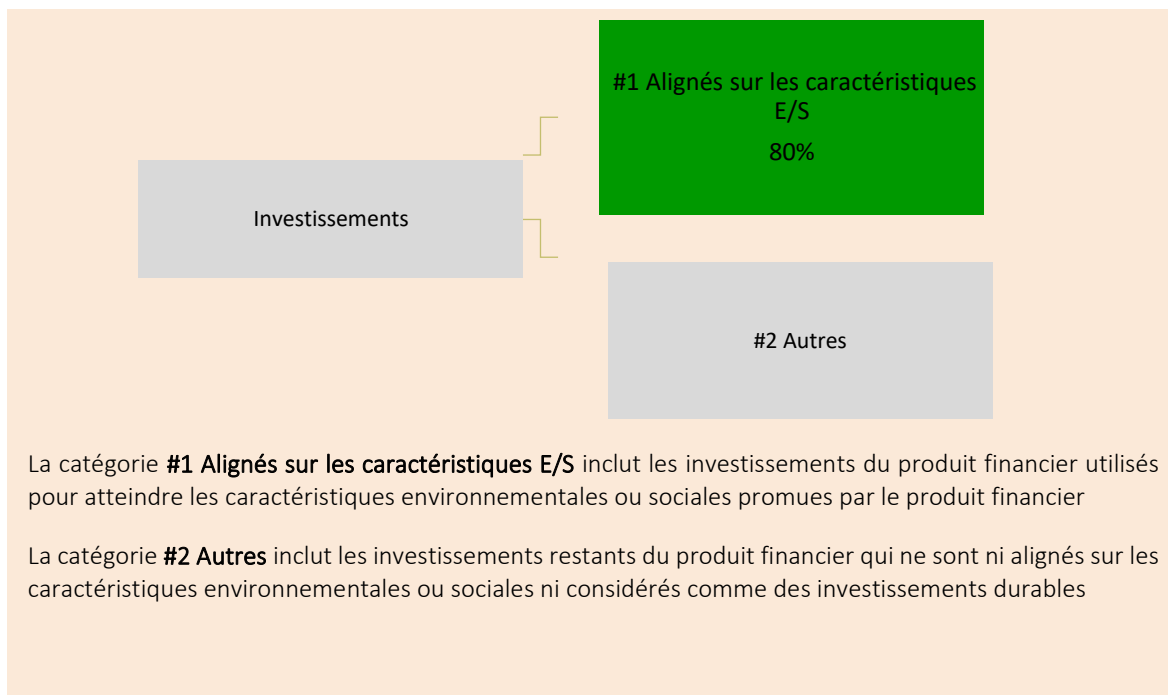 #1 Alignés sur les caractéristiques
E/S
80%
Investissements
#2 Autres
La catégorie #1 Alignés sur les caractéristiques E/S inclut les investissements du produit financier utilisés
pour atteindre les caractéristiques environnementales ou sociales promues par le produit financier
La catégorie #2 Autres inclut les investissements restants du produit financier qui ne sont ni alignés sur les
caractéristiques environnementales ou sociales ni considérés comme des investissements durables